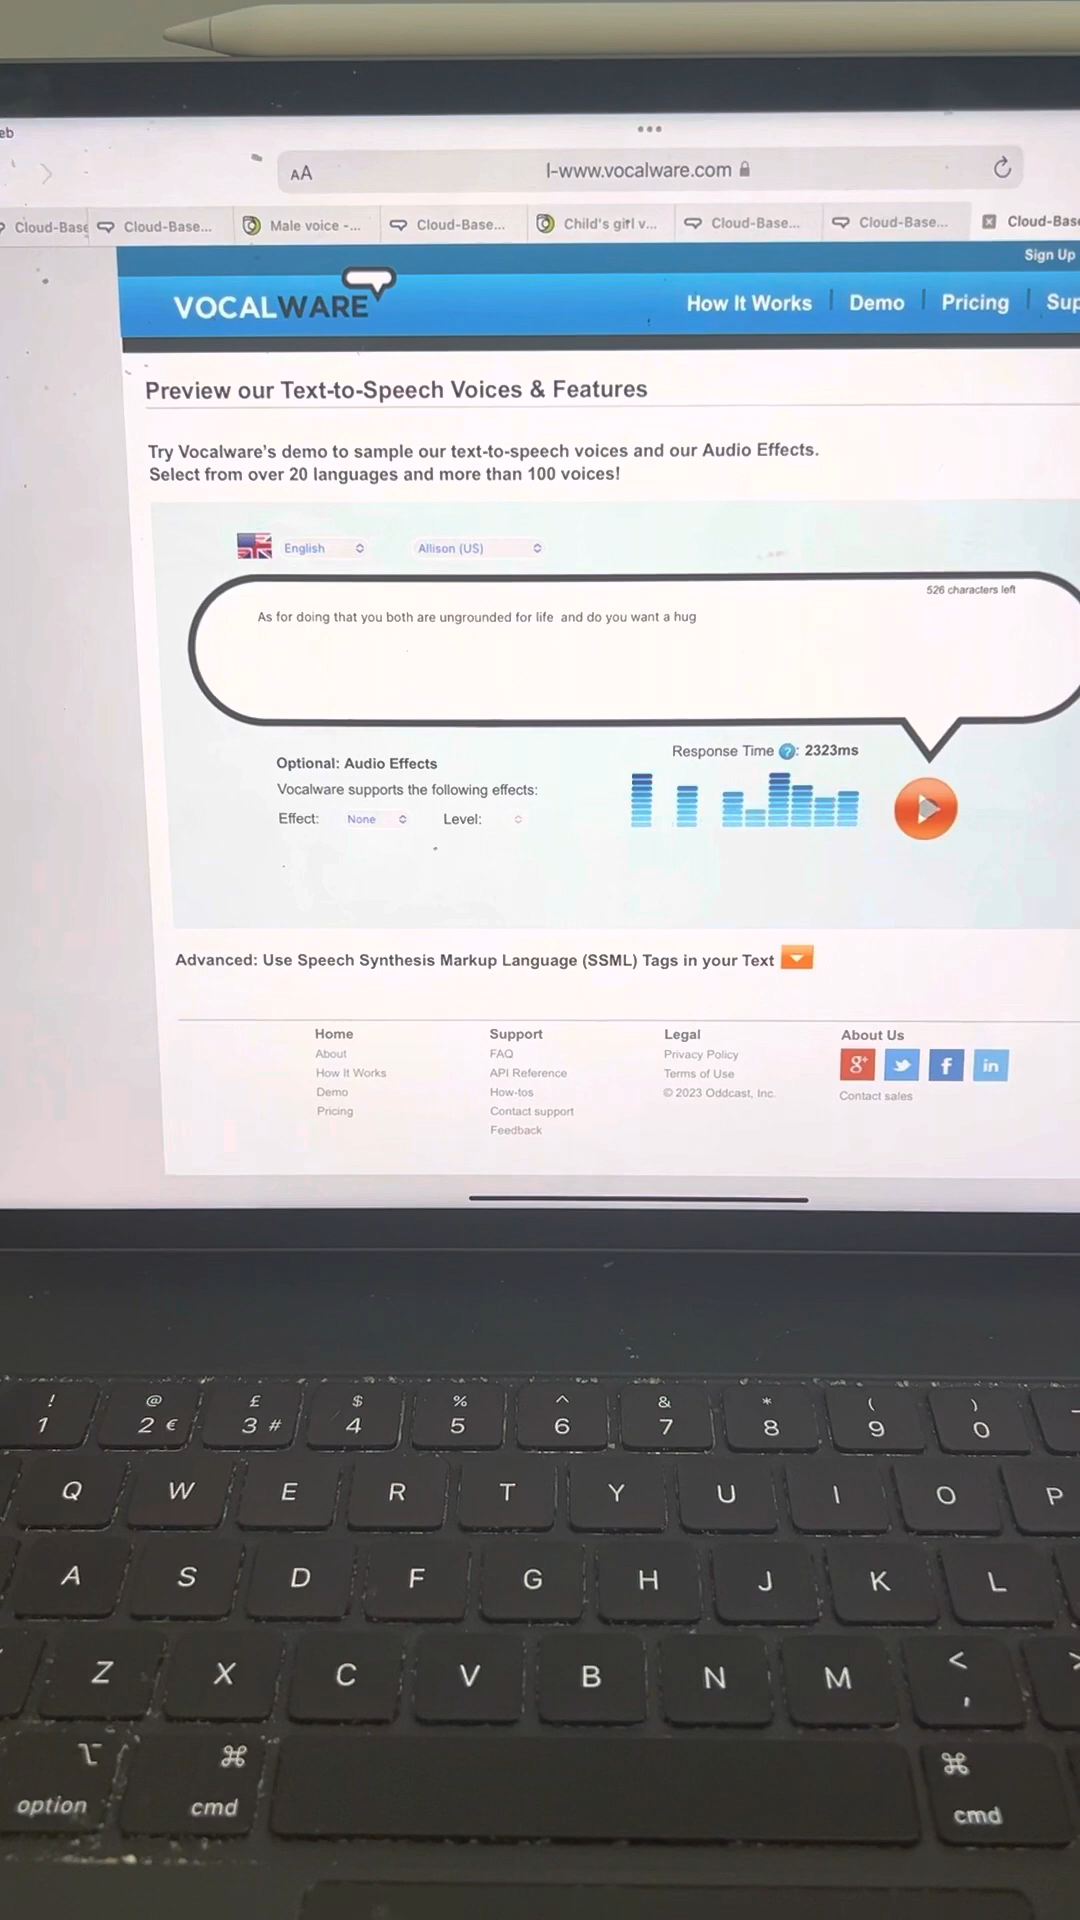 eb
AA
l-www.vocalware.com
Cloud-Base
Cloud-Base...
Male voice -...
Cloud-Base...
Child's girl v...
Cloud-Base...
Cloud-Base...
Cloud-Bas
Sign Up
VOCALWARE
How It Works
Demo
Pricing
Sup
Preview our Text-to-Speech Voices & Features
Try Vocalware's demo to sample our text-to-speech voices and our Audio Effects.
Select from over 20 languages and more than 100 voices!
English
Allison (US)
526 characters left
As for doing that you both are ungrounded for life  and do you want a hug
Response Time ?: 2323ms
Optional: Audio Effects
Vocalware supports the following effects:
Effect: None Level:
Advanced: Use Speech Synthesis Markup Language (SSML) Tags in your Text
Home
About
How It Works
Demo
Pricing
Support
FAQ
API Reference
How-tos
Contact support
Feedback
Legal
Privacy Policy
Terms of Use
© 2023 Oddcast, Inc.
About Us
g+ f in
Contact sales
! @ £ $ % ^ & * ( )
1 2 € 3 # 4 5 6 7 8 9 0
Q W E R T Y U I O P
A S D F G H J K L
Z X C V B N M < ,
⌥ ⌘ ⌘
option cmd cmd